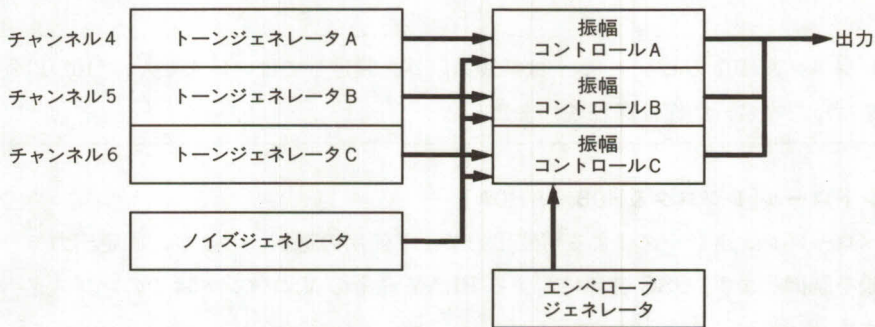 チャンネル4
トーンジェネレータA
振幅
コントロールA
出力
チャンネル5
トーンジェネレータB
振幅
コントロールB
チャンネル6
トーンジェネレータC
振幅
コントロールC
ノイズジェネレータ
エンベロープ
ジェネレータ